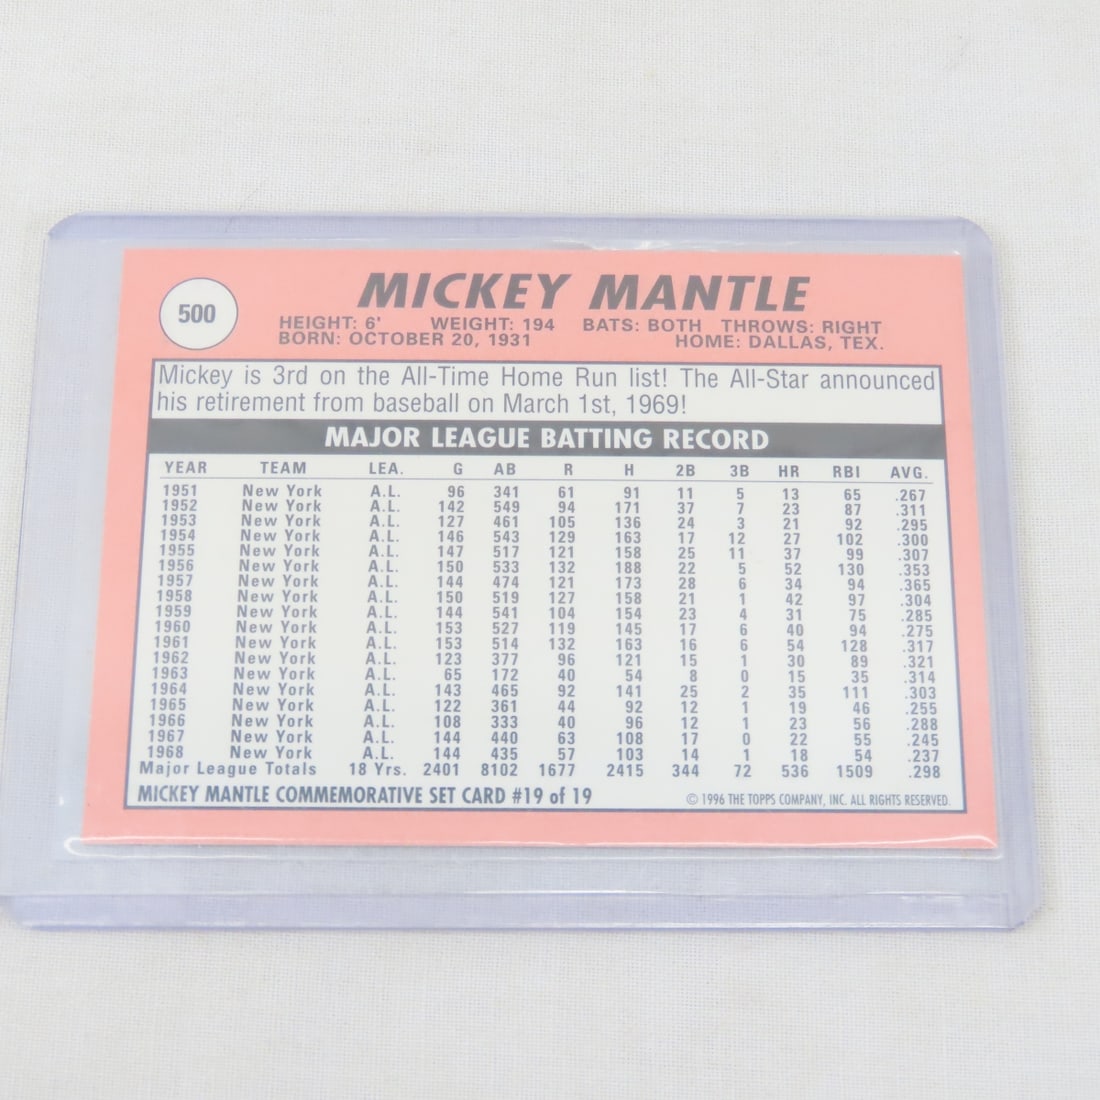 500
MICKEY MANTLE
HEIGHT: 6' WEIGHT: 194 BATS: BOTH THROWS: RIGHT
BORN: OCTOBER 20, 1931 HOME: DALLAS, TEX.
Mickey is 3rd on the All-Time Home Run list! The All-Star announced
his retirement from baseball on March 1st, 1969!
MAJOR LEAGUE BATTING RECORD
YEAR TEAM LEA. G AB R H 2B 3B HR RBI AVG.
1951 New York A.L. 96 341 61 91 11 5 13 65 .267
1952 New York A.L. 142 549 94 171 37 7 23 87 .311
1953 New York A.L. 127 461 105 136 24 3 21 92 .295
1954 New York A.L. 146 543 129 163 17 12 27 102 .300
1955 New York A.L. 147 517 121 158 25 11 37 99 .307
1956 New York A.L. 150 533 132 188 22 5 52 130 .353
1957 New York A.L. 144 474 121 173 28 6 34 94 .365
1958 New York A.L. 150 519 127 158 21 1 42 97 .304
1959 New York A.L. 144 541 104 154 23 4 31 75 .285
1960 New York A.L. 153 527 119 145 17 6 40 94 .275
1961 New York A.L. 153 514 132 163 16 6 54 128 .317
1962 New York A.L. 123 377 96 121 15 1 30 89 .321
1963 New York A.L. 65 172 40 54 8 0 15 35 .314
1964 New York A.L. 143 465 92 141 25 2 35 111 .303
1965 New York A.L. 122 361 44 92 12 1 19 46 .255
1966 New York A.L. 108 333 40 96 12 1 23 56 .288
1967 New York A.L. 144 440 63 108 17 0 22 55 .245
1968 New York A.L. 144 435 57 103 14 1 18 54 .237
Major League Totals 18 Yrs. 2401 8102 1677 2415 344 72 536 1509 .298
MICKEY MANTLE COMMEMORATIVE SET CARD #19 of 19 © 1996 THE TOPPS COMPANY, INC. ALL RIGHTS RESERVED.